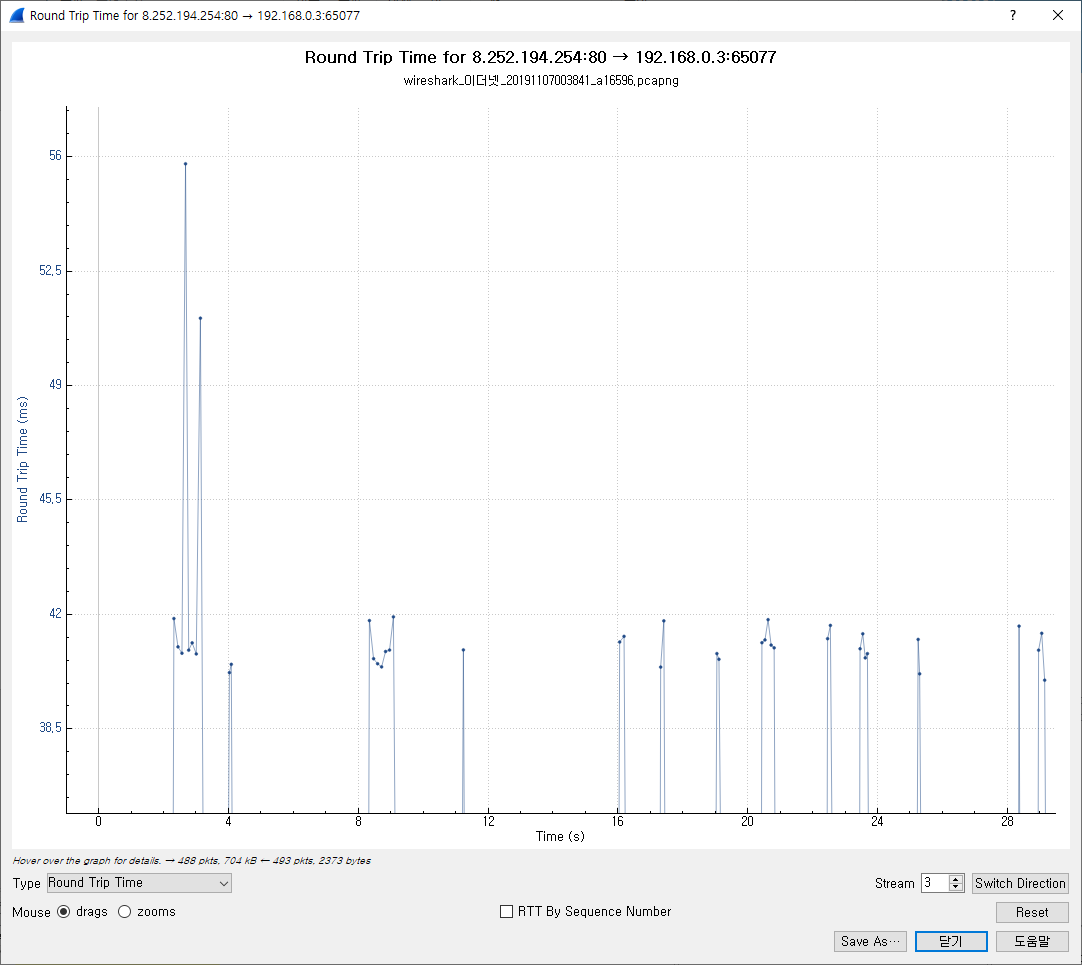 Round Trip Time for 8.252.194.254:80 → 192.168.0.3:65077
?
Round Trip Time for 8.252.194.254:80 → 192.168.0.3:65077
wireshark_이더넷_20191107003841_a16596.pcapng
Round Trip Time (ms)
56
52,5
49
45,5
42
38,5
0 4 8 12 16 20 24 28
Time (s)
Hover over the graph for details. → 488 pkts, 704 kB ← 493 pkts, 2373 bytes
Type Round Trip Time Stream 3 Switch Direction
Mouse drags zooms RTT By Sequence Number Reset
Save As… 닫기 도움말